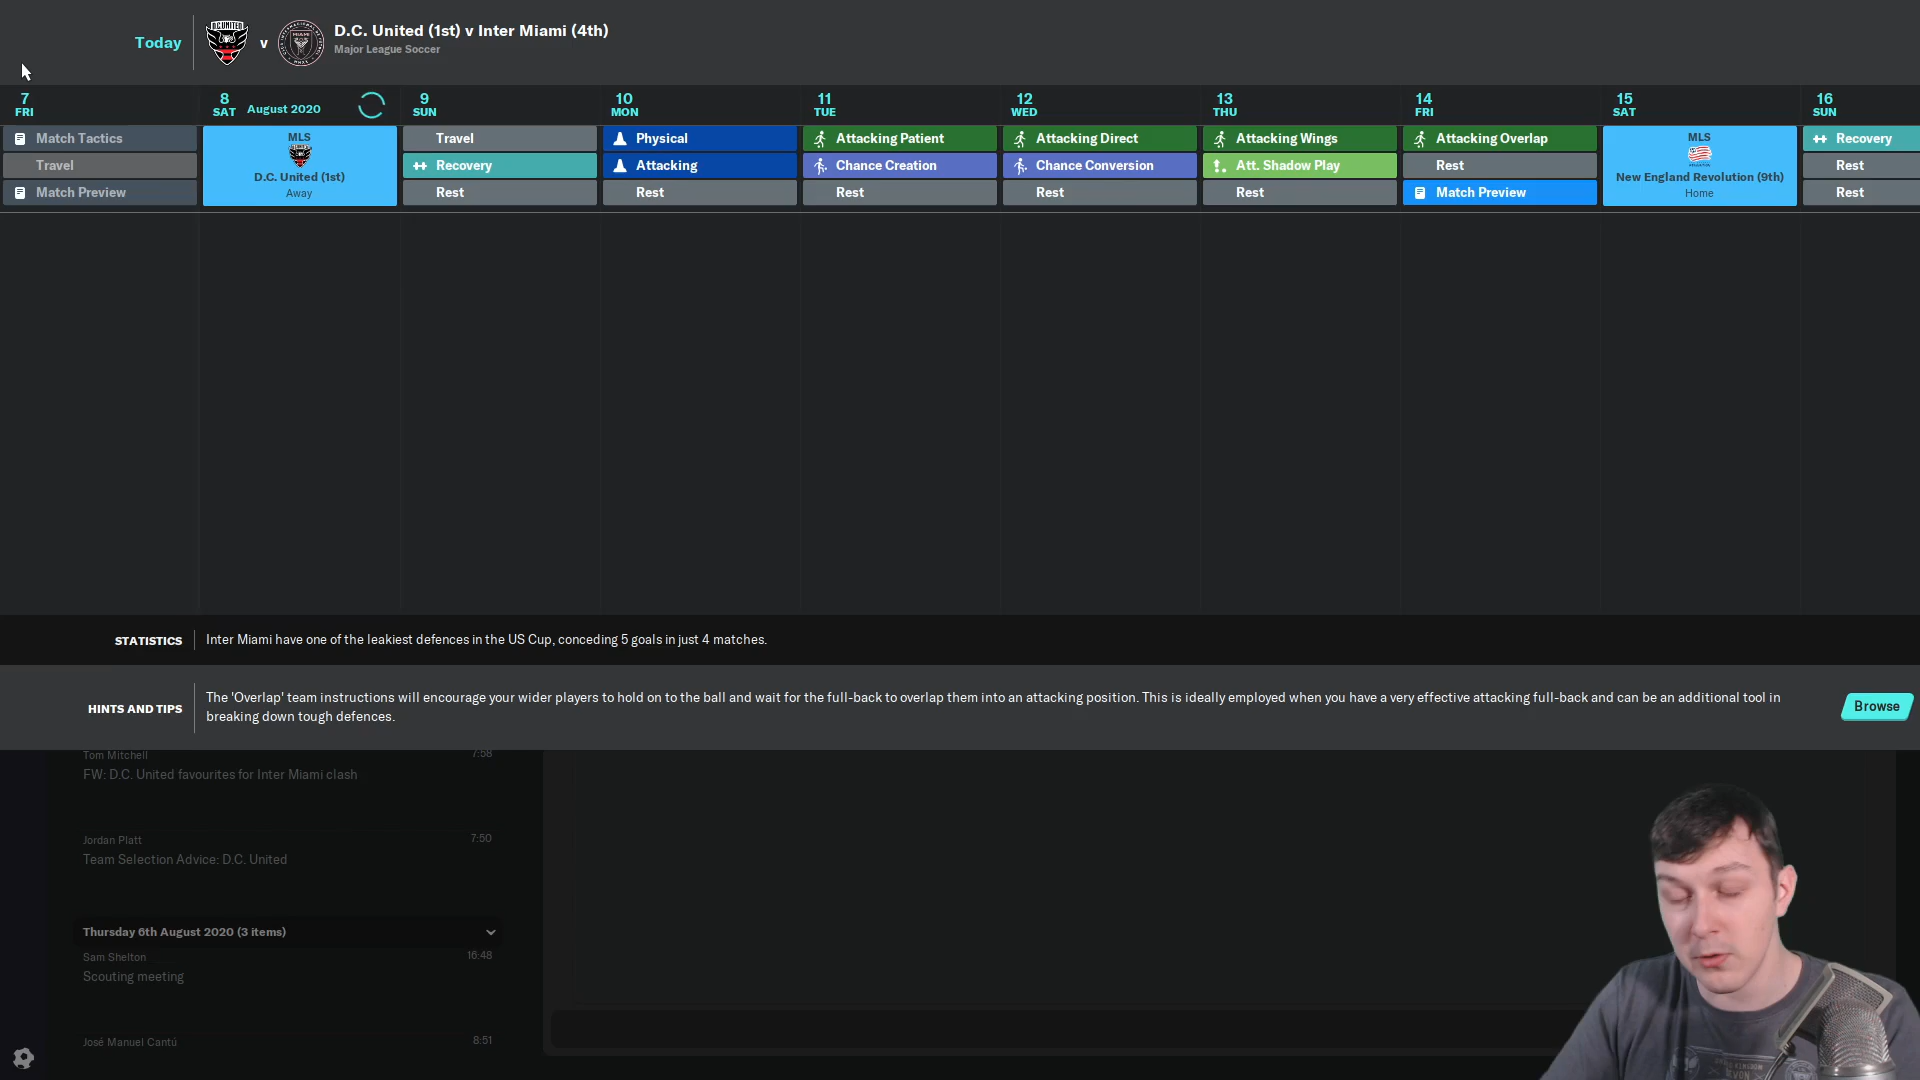 Today
v
D.C. United (1st) v Inter Miami (4th)
Major League Soccer
7
FRI
8
SAT August 2020
9
SUN
10
MON
11
TUE
12
WED
13
THU
14
FRI
15
SAT
16
SUN
Match Tactics
Travel
Match Preview
MLS
D.C. United (1st)
Away
Travel
Recovery
Rest
Physical
Attacking
Rest
Attacking Patient
Chance Creation
Rest
Attacking Direct
Chance Conversion
Rest
Attacking Wings
Att. Shadow Play
Rest
Attacking Overlap
Rest
Match Preview
MLS
New England Revolution (9th)
Home
Recovery
Rest
Rest
STATISTICS
Inter Miami have one of the leakiest defences in the US Cup, conceding 5 goals in just 4 matches.
HINTS AND TIPS
The 'Overlap' team instructions will encourage your wider players to hold on to the ball and wait for the full-back to overlap them into an attacking position. This is ideally employed when you have a very effective attacking full-back and can be an additional tool in
breaking down tough defences.
Browse
Tom Mitchell 7:58
FW: D.C. United favourites for Inter Miami clash
Jordan Platt 7:50
Team Selection Advice: D.C. United
Thursday 6th August 2020 (3 items)
Sam Shelton 16:48
Scouting meeting
José Manuel Cantú 8:51